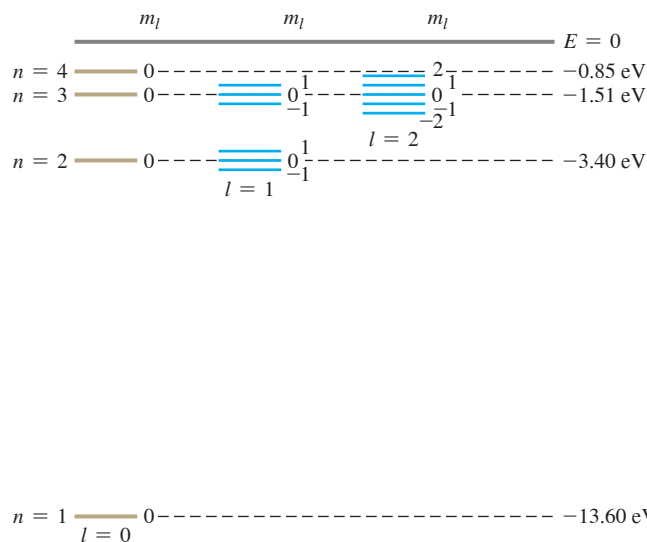 m_l m_l m_l
E = 0
n = 4 0 2 −0.85 eV
1 1
n = 3 0 0 0 −1.51 eV
−1 −1
−2
l = 2
1
n = 2 0 0 −3.40 eV
−1
l = 1
n = 1 0 −13.60 eV
l = 0